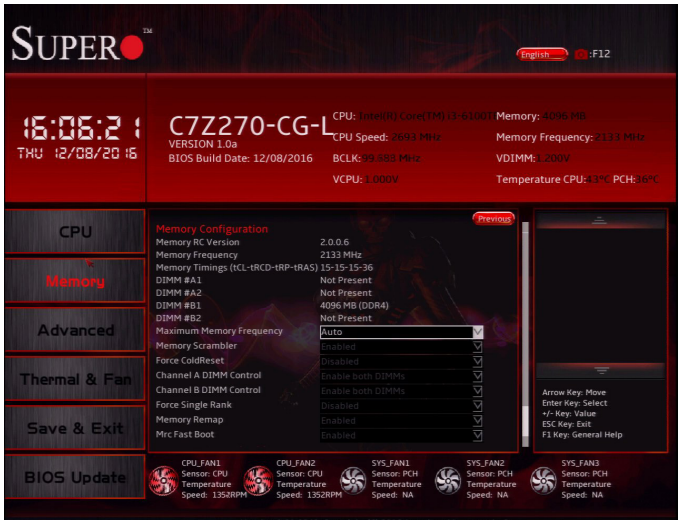 SUPER
TM
English
:F12
16:06:21
THU 12/08/2016
C7Z270-CG-L
VERSION 1.0a
BIOS Build Date: 12/08/2016
CPU: Intel(R) Core(TM) i3-6100T
CPU Speed: 2693 MHz
BCLK: 99.883 MHz
VCPU: 1.000V
Memory: 4096 MB
Memory Frequency: 2133 MHz
VDIMM: 1.200V
Temperature CPU: 43°C PCH: 36°C
CPU
Memory
Advanced
Thermal & Fan
Save & Exit
BIOS Update
Previous
Memory Configuration
Memory RC Version 2.0.0.6
Memory Frequency 2133 MHz
Memory Timings (tCL-tRCD-tRP-tRAS) 15-15-15-36
DIMM #A1 Not Present
DIMM #A2 Not Present
DIMM #B1 4096 MB (DDR4)
DIMM #B2 Not Present
Maximum Memory Frequency Auto
Memory Scrambler Enabled
Force ColdReset Disabled
Channel A DIMM Control Enable both DIMMs
Channel B DIMM Control Enable both DIMMs
Force Single Rank Disabled
Memory Remap Enabled
Mrc Fast Boot Enabled
Arrow Key: Move
Enter Key: Select
+/- Key: Value
ESC Key: Exit
F1 Key: General Help
CPU_FAN1
Sensor: CPU
Temperature
Speed: 1352RPM
CPU_FAN2
Sensor: CPU
Temperature
Speed: 1352RPM
SYS_FAN1
Sensor: PCH
Temperature
Speed: NA
SYS_FAN2
Sensor: PCH
Temperature
Speed: NA
SYS_FAN3
Sensor: PCH
Temperature
Speed: NA